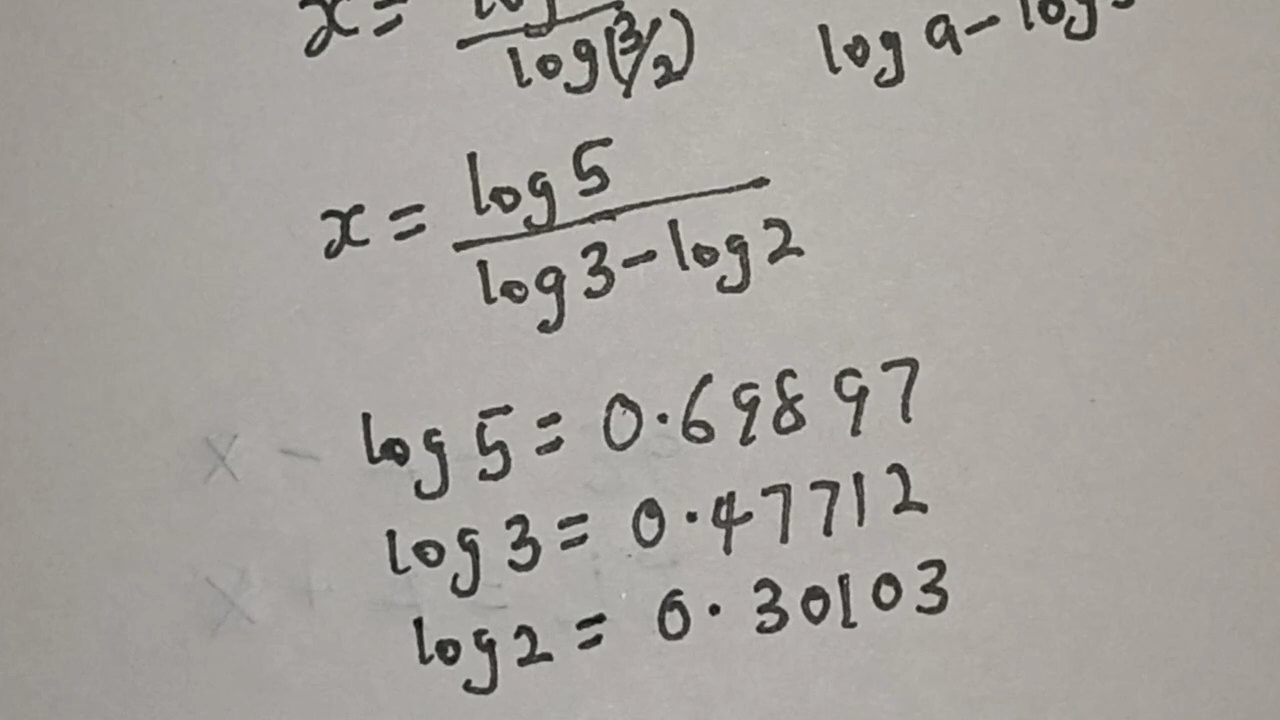 x = log(3/2) log a - log
x = log 5 / log 3 - log 2
log 5 = 0.69897
log 3 = 0.47712
log 2 = 0.30103